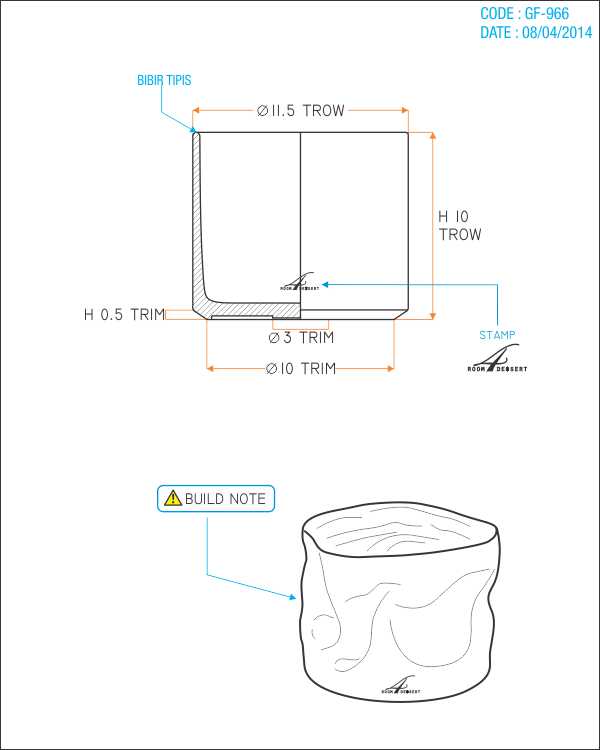 CODE : GF-966
DATE : 08/04/2014
BIBIR TIPIS
Ø11.5 TROW
H 10
TROW
ROOM 4 DESSERT
H 0.5 TRIM
Ø3 TRIM
STAMP
ROOM 4 DESSERT
Ø10 TRIM
BUILD NOTE
ROOM 4 DESSERT